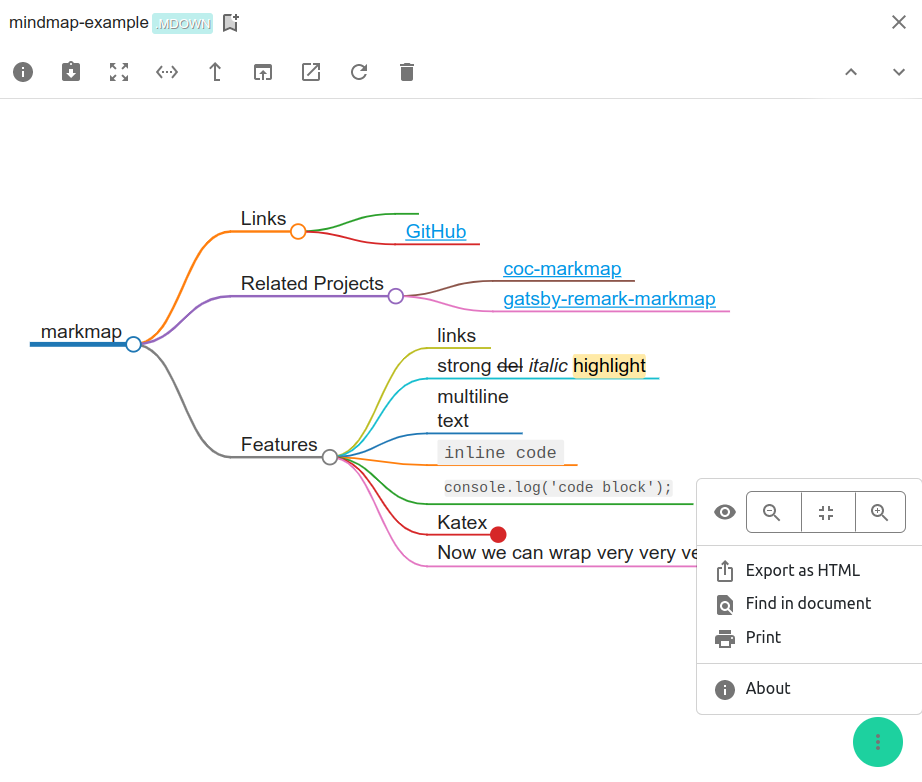 mindmap-example .MDOWN
Links
GitHub
Related Projects
coc-markmap
gatsby-remark-markmap
markmap
Features
links
strong del italic highlight
multiline
text
inline code
console.log('code block');
Katex
Now we can wrap very very ve
Export as HTML
Find in document
Print
About